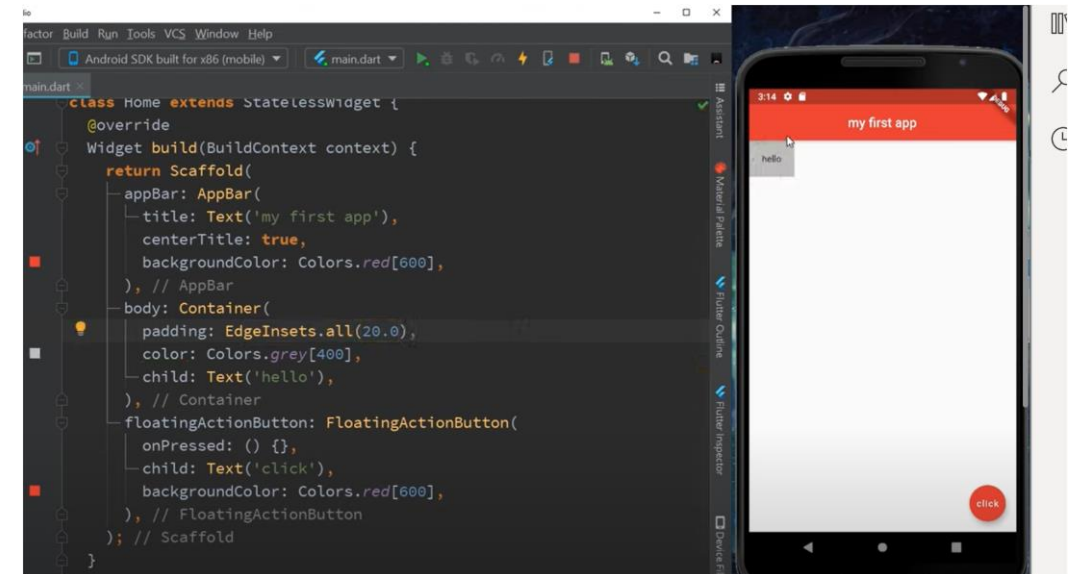 factor Build Run Tools VCS Window Help
Android SDK built for x86 (mobile) main.dart
main.dart
class Home extends StatelessWidget {
@override
Widget build(BuildContext context) {
return Scaffold(
appBar: AppBar(
title: Text('my first app'),
centerTitle: true,
backgroundColor: Colors.red[600],
), // AppBar
body: Container(
padding: EdgeInsets.all(20.0),
color: Colors.grey[400],
child: Text('hello'),
), // Container
floatingActionButton: FloatingActionButton(
onPressed: () {},
child: Text('click'),
backgroundColor: Colors.red[600],
), // FloatingActionButton
); // Scaffold
}
Assistant
Material Palette
Flutter Outline
Flutter Inspector
Device Fi
3:14
my first app
hello
click